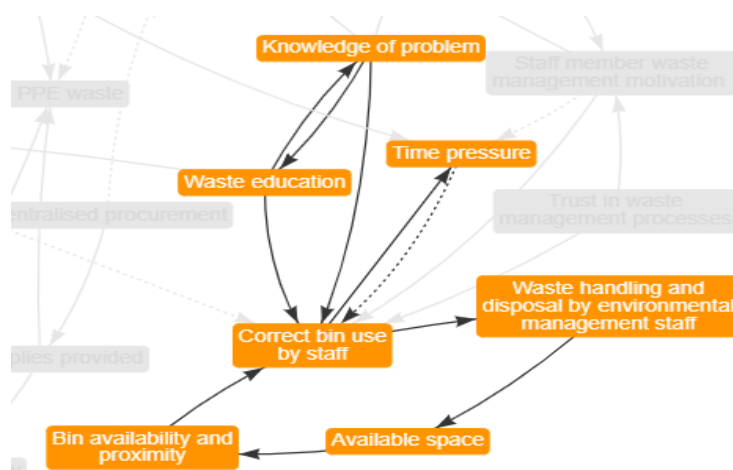 Knowledge of problem
Staff member waste
management motivation
PPE waste
Time pressure
Waste education
Trust in waste
management processes
entralised procurement
Waste handling and
disposal by environmental
management staff
Correct bin use
by staff
plies provided
Bin availability and
proximity
Available space